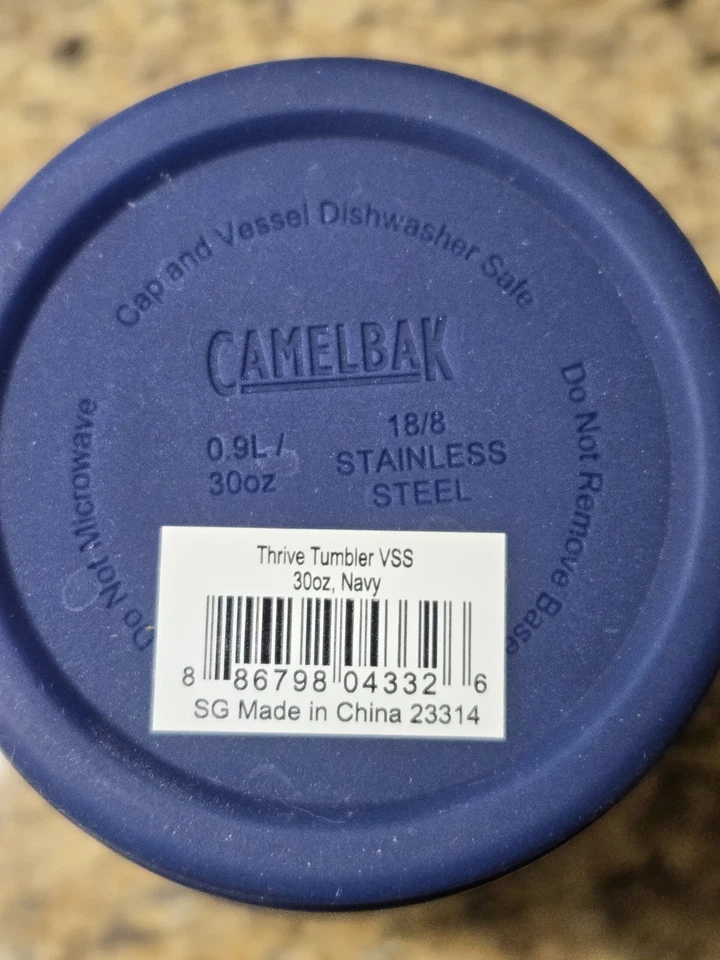 Cap and Vessel Dishwasher Safe
CAMELBAK
0.9L /
30oz
18/8
STAINLESS
STEEL
Do Not Microwave
Do Not Remove Base
Thrive Tumbler VSS
30oz, Navy
8 86798 04332 6
SG Made in China 23314